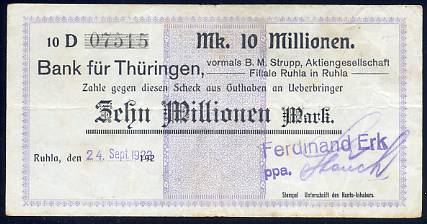 10 D 07515 Mk. 10 Millionen.
Bank für Thüringen, vormals B. M. Strupp, Aktiengesellschaft
Filiale Ruhla in Ruhla
Zahle gegen diesen Scheck aus Guthaben an Ueberbringer
Zehn Millionen Mark.
Ruhla, den 24. Sept. 192
Ferdinand Erk
ppa.
Stempel Unterschrift des Konto-Inhabers.